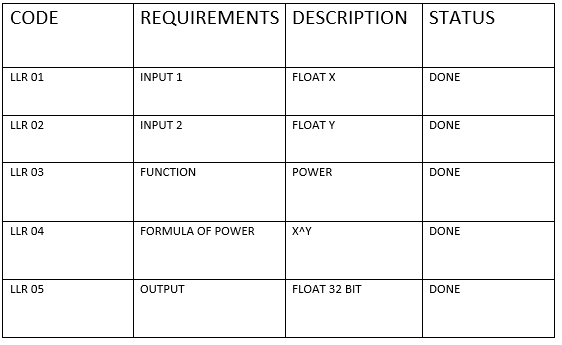 CODE REQUIREMENTS DESCRIPTION STATUS
LLR 01 INPUT 1 FLOAT X DONE
LLR 02 INPUT 2 FLOAT Y DONE
LLR 03 FUNCTION POWER DONE
LLR 04 FORMULA OF POWER X^Y DONE
LLR 05 OUTPUT FLOAT 32 BIT DONE